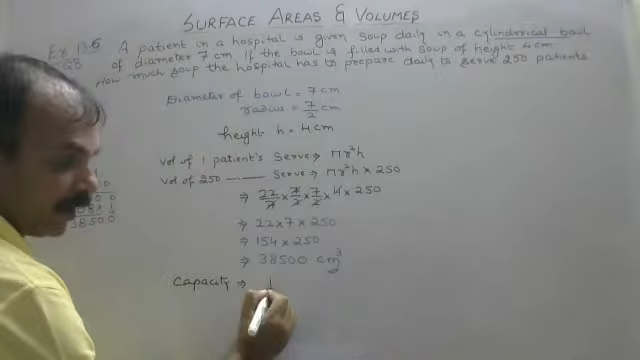 SURFACE AREAS & VOLUMES
Ex 13.6 A patient in a hospital is given soup daily in a cylinderical bowl
Q8 of diameter 7 cm If the bowl is filled with soup of height 4 cm
How much soup the hospital has to prepare daily to serve 250 patients
Diameter of bowl = 7 cm
radius = 7/2 cm
height h = 4 cm
Vol of 1 patient's Serve ⇒ πr²h
Vol of 250 —— Serve ⇒ πr²h × 250
⇒ 22/7 × 7/2 × 7/2 × 4 × 250
⇒ 22 × 7 × 250
⇒ 154 × 250
⇒ 38500 cm³
Capacity ⇒ 1
38500